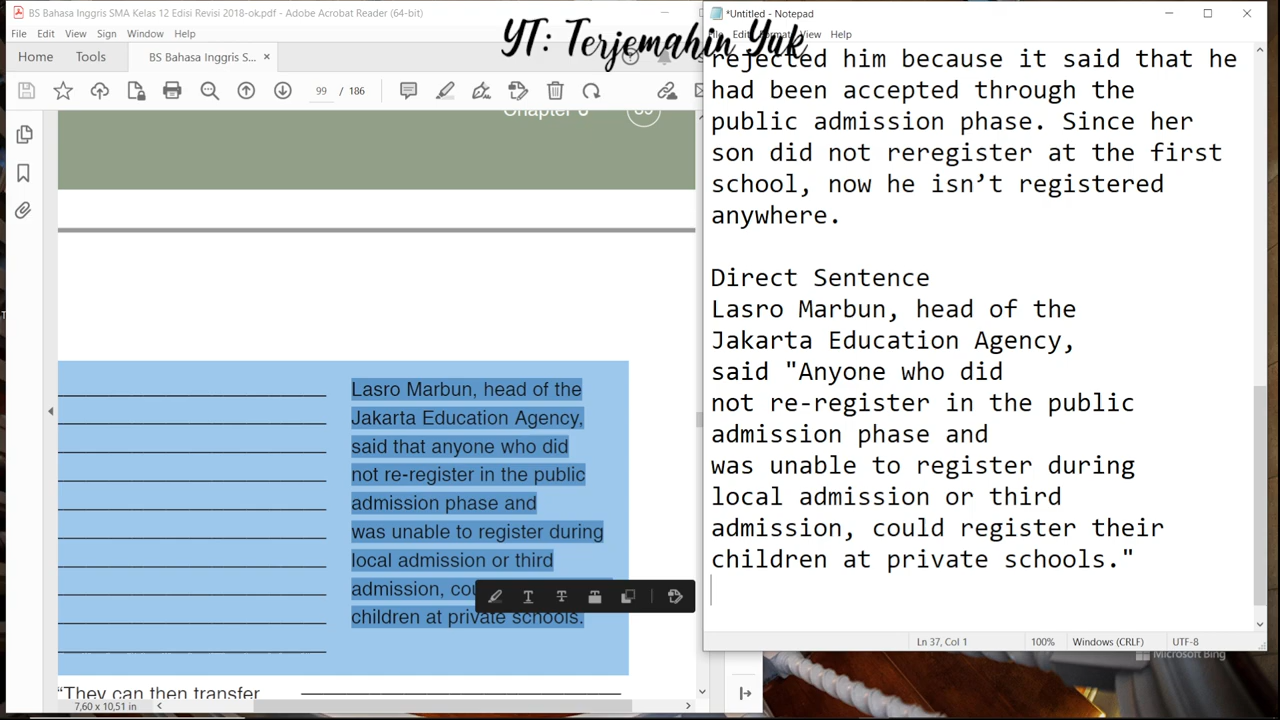 BS Bahasa Inggris SMA Kelas 12 Edisi Revisi 2018-ok.pdf - Adobe Acrobat Reader (64-bit)
File Edit View Sign Window Help
Home Tools BS Bahasa Inggris S...
99 / 186
YT: Terjemahin Yuk
99
Lasro Marbun, head of the
Jakarta Education Agency,
said that anyone who did
not re-register in the public
admission phase and
was unable to register during
local admission or third
admission, cou
children at private schools.
“They can then transfer
7,60 x 10,51 in
*Untitled - Notepad
File Edit View Help
rejected him because it said that he
had been accepted through the
public admission phase. Since her
son did not reregister at the first
school, now he isn’t registered
anywhere.
Direct Sentence
Lasro Marbun, head of the
Jakarta Education Agency,
said "Anyone who did
not re-register in the public
admission phase and
was unable to register during
local admission or third
admission, could register their
children at private schools."
Ln 37, Col 1 100% Windows (CRLF) UTF-8
Microsoft Bing